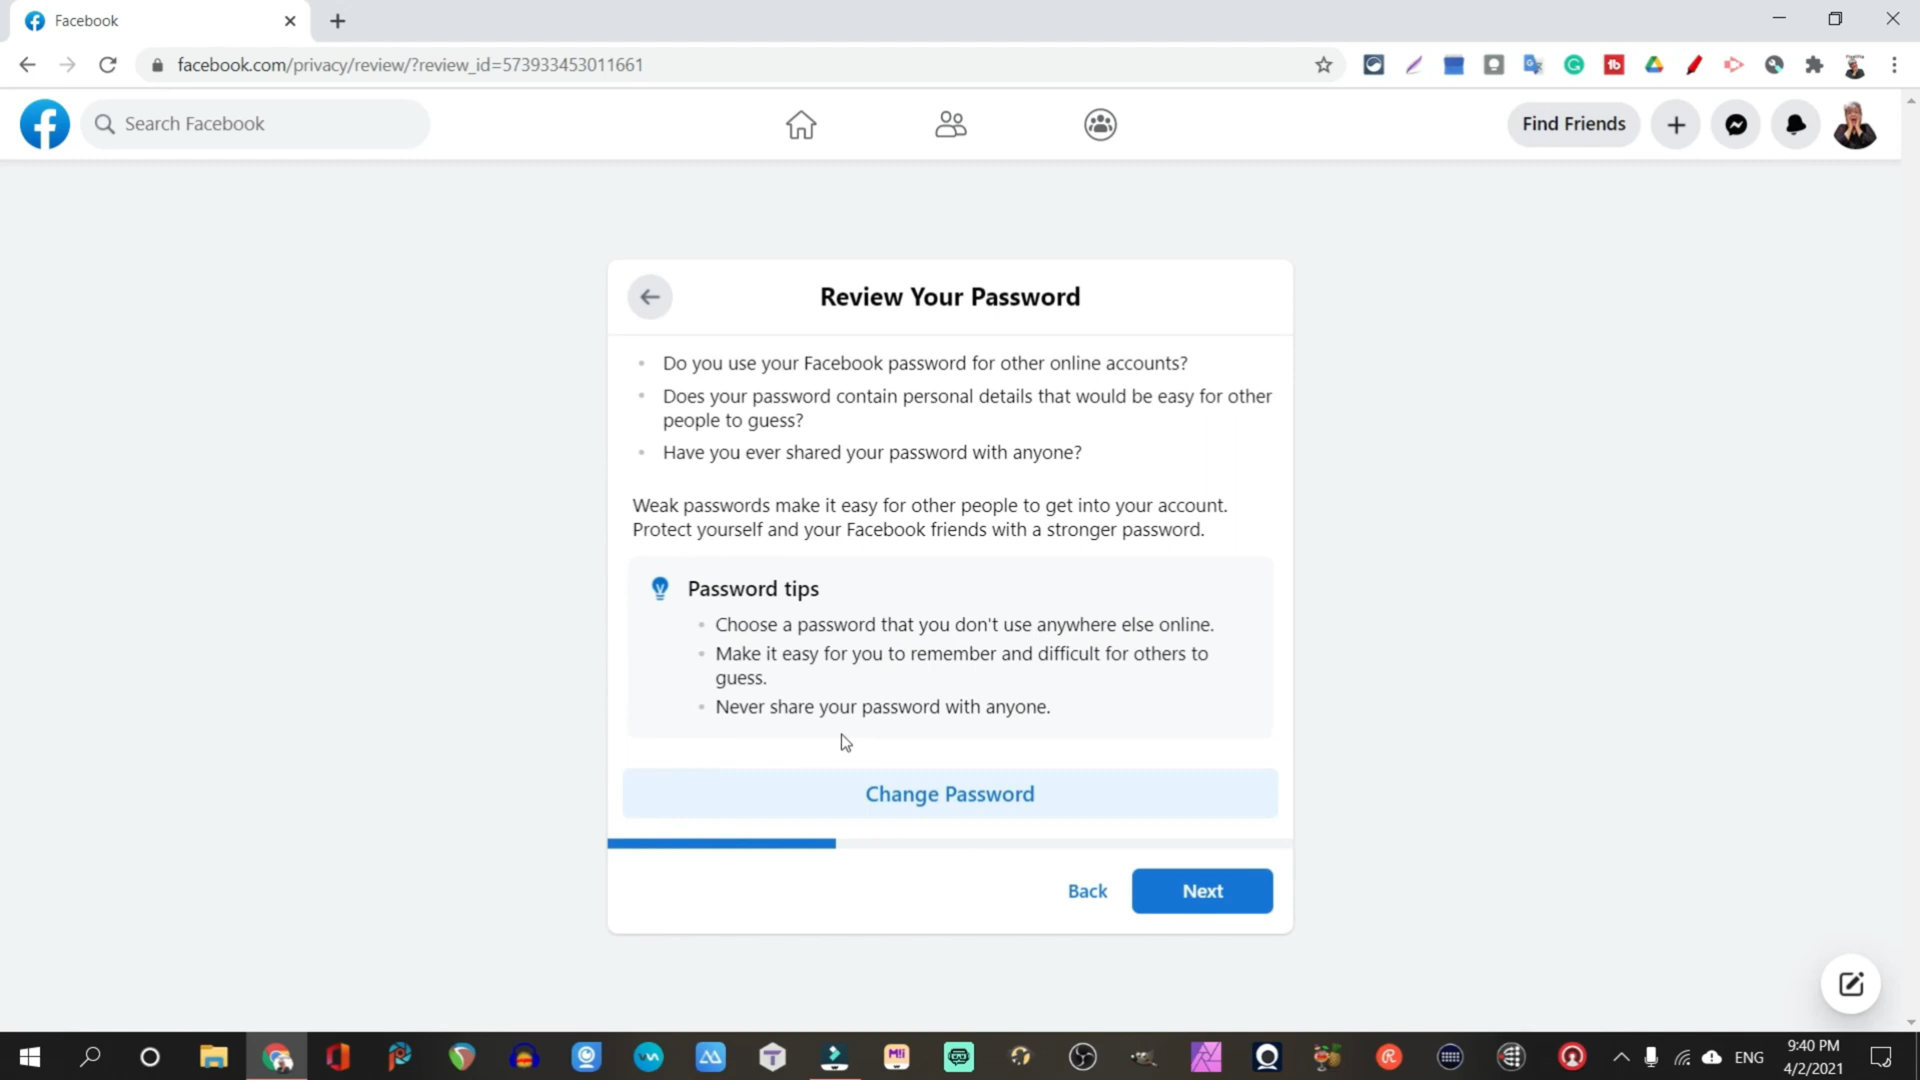 Facebook
facebook.com/privacy/review/?review_id=573933453011661
Search Facebook
Find Friends
Review Your Password
Do you use your Facebook password for other online accounts?
Does your password contain personal details that would be easy for other
people to guess?
Have you ever shared your password with anyone?
Weak passwords make it easy for other people to get into your account.
Protect yourself and your Facebook friends with a stronger password.
Password tips
Choose a password that you don't use anywhere else online.
Make it easy for you to remember and difficult for others to
guess.
Never share your password with anyone.
Change Password
Back
Next
ENG
9:40 PM
4/2/2021